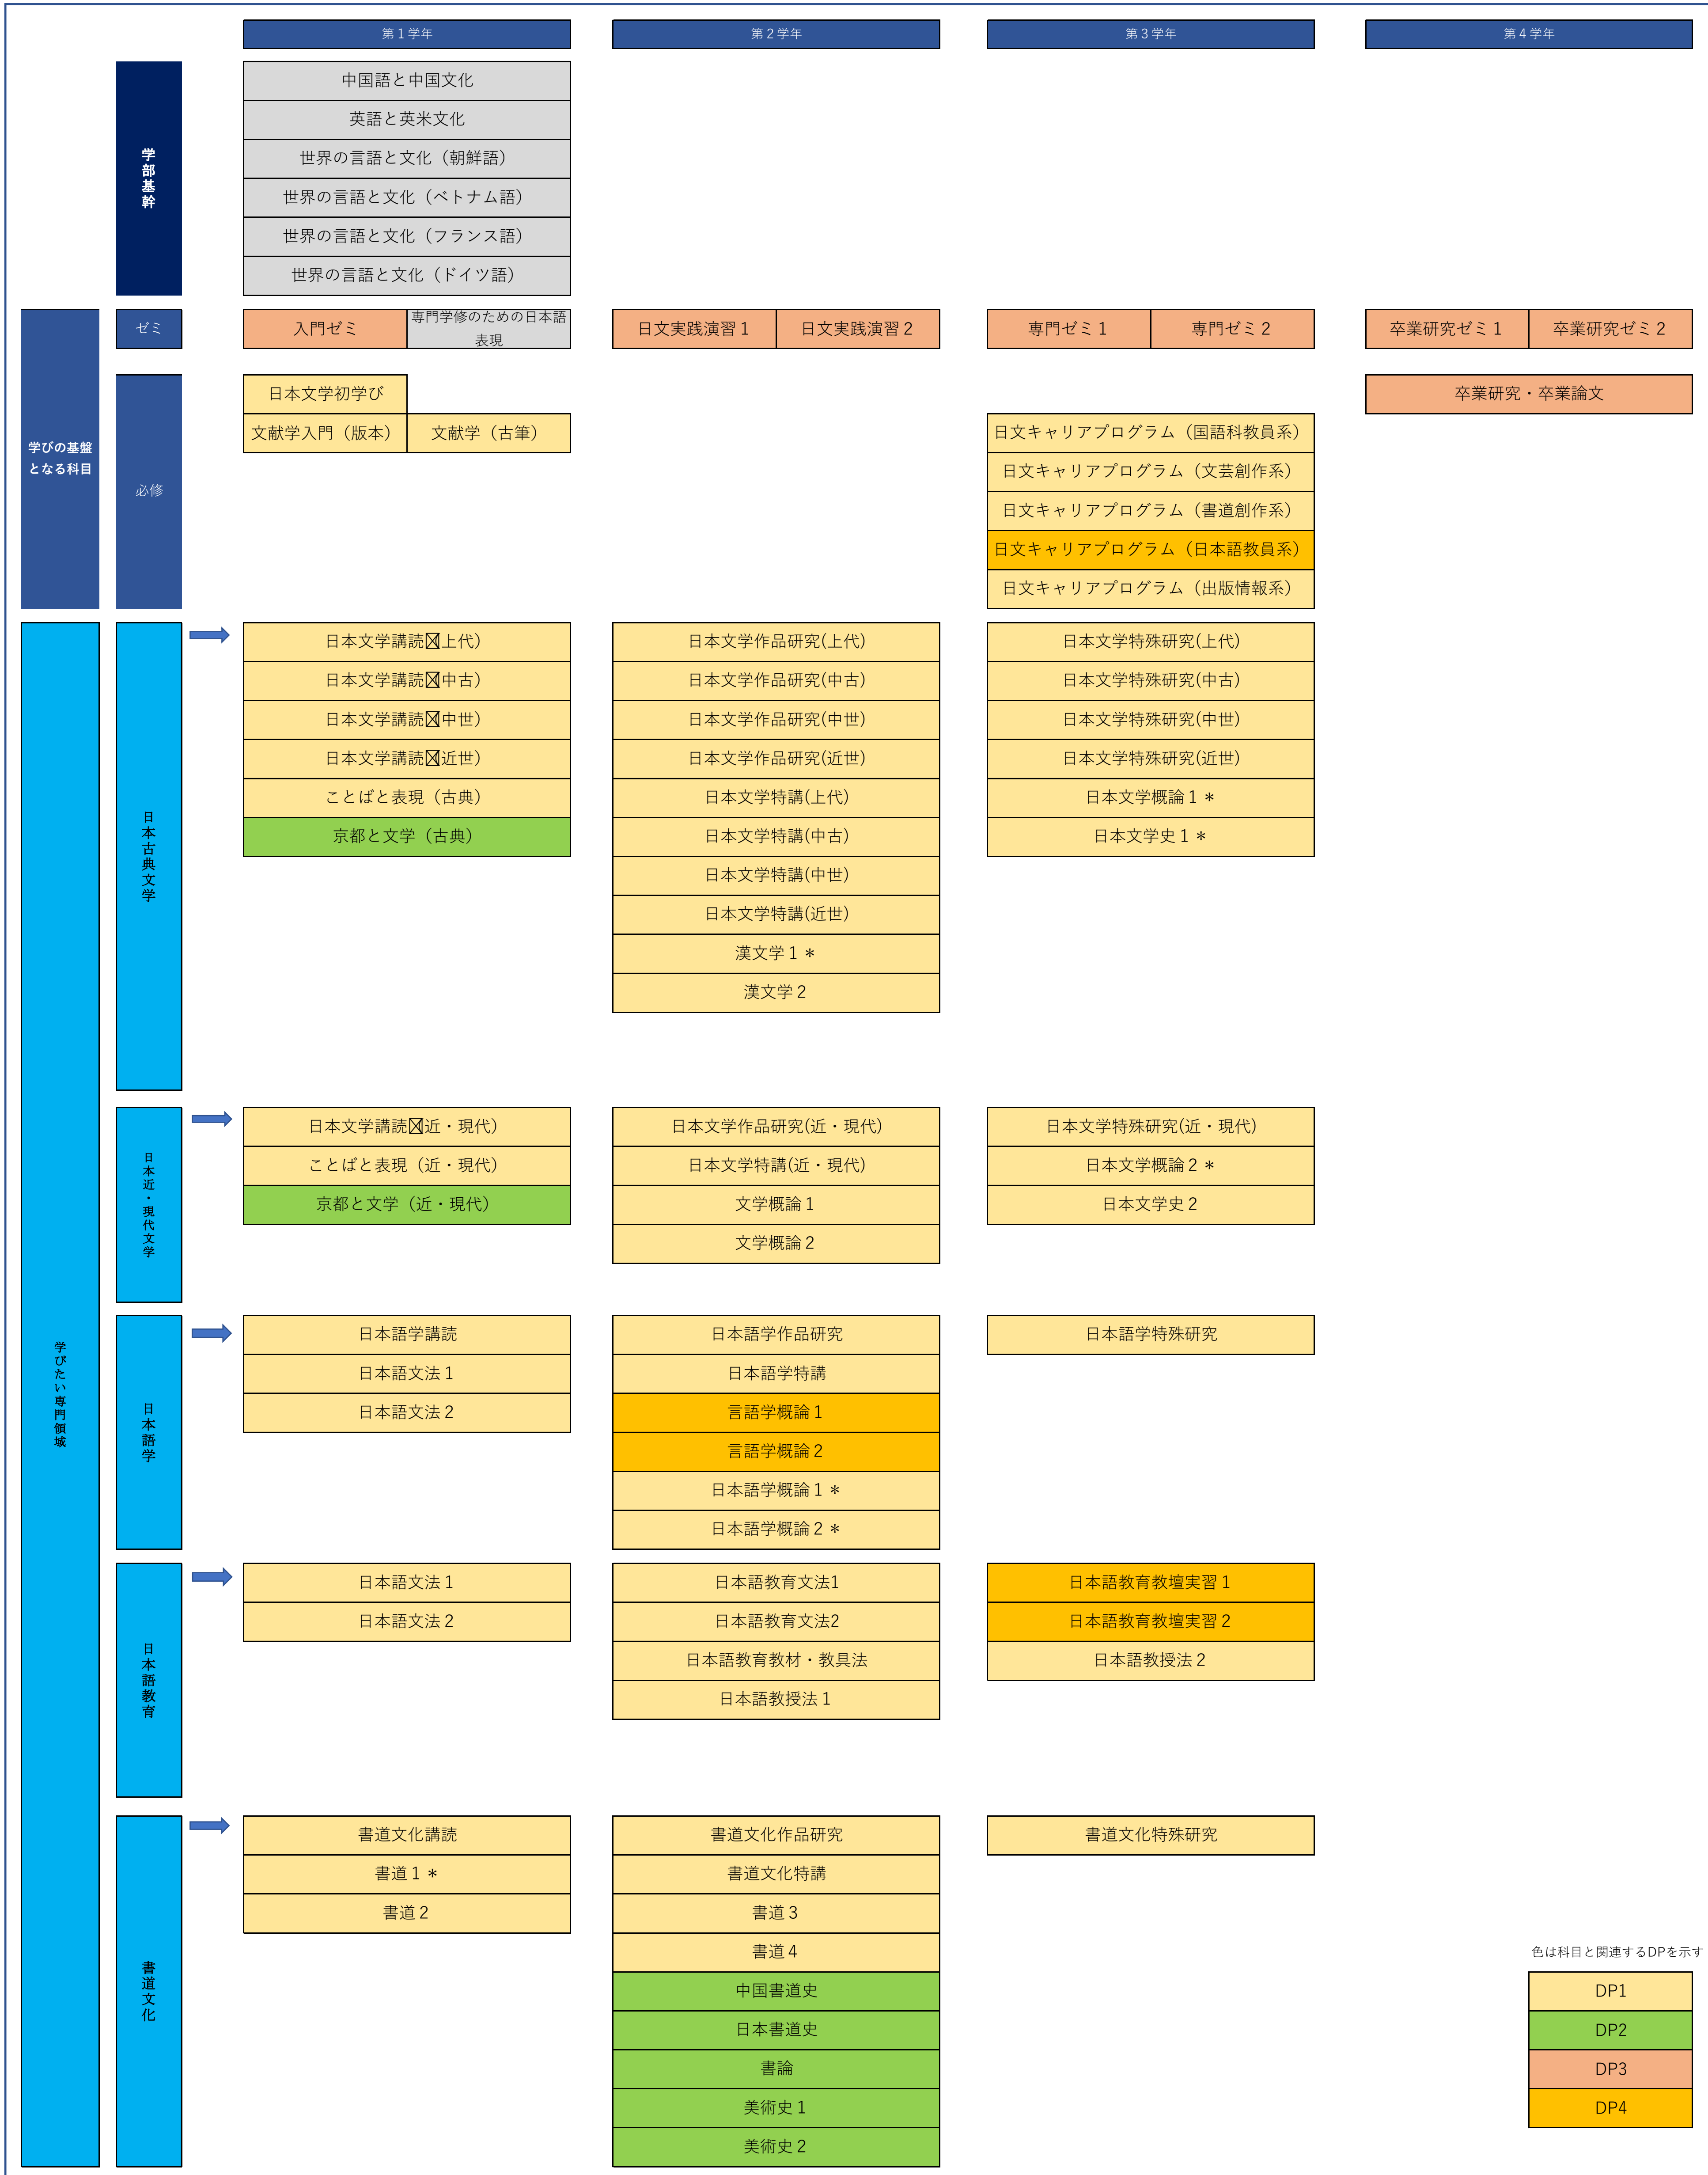 第１学年
第２学年
第３学年
第４学年
学部基幹
中国語と中国文化
英語と英米文化
世界の言語と文化（朝鮮語）
世界の言語と文化（ベトナム語）
世界の言語と文化（フランス語）
世界の言語と文化（ドイツ語）
学びの基盤
となる科目
ゼミ
入門ゼミ
専門学修のための日本語
表現
日文実践演習１
日文実践演習２
専門ゼミ１
専門ゼミ２
卒業研究ゼミ１
卒業研究ゼミ２
必修
日本文学初学び
文献学入門（版本）
文献学（古筆）
日文キャリアプログラム（国語科教員系）
日文キャリアプログラム（文芸創作系）
日文キャリアプログラム（書道創作系）
日文キャリアプログラム（日本語教員系）
日文キャリアプログラム（出版情報系）
卒業研究・卒業論文
学びたい専門領域
日本古典文学
日本文学講読(上代）
日本文学講読(中古）
日本文学講読(中世）
日本文学講読(近世）
ことばと表現（古典）
京都と文学（古典）
日本文学作品研究(上代)
日本文学作品研究(中古)
日本文学作品研究(中世)
日本文学作品研究(近世)
日本文学特講(上代)
日本文学特講(中古)
日本文学特講(中世)
日本文学特講(近世)
漢文学１＊
漢文学２
日本文学特殊研究(上代)
日本文学特殊研究(中古)
日本文学特殊研究(中世)
日本文学特殊研究(近世)
日本文学概論１＊
日本文学史１＊
日本近・現代文学
日本文学講読(近・現代）
ことばと表現（近・現代）
京都と文学（近・現代）
日本文学作品研究(近・現代)
日本文学特講(近・現代)
文学概論１
文学概論２
日本文学特殊研究(近・現代)
日本文学概論２＊
日本文学史２
日本語学
日本語学講読
日本語文法１
日本語文法２
日本語学作品研究
日本語学特講
言語学概論１
言語学概論２
日本語学概論１＊
日本語学概論２＊
日本語学特殊研究
日本語教育
日本語文法１
日本語文法２
日本語教育文法1
日本語教育文法2
日本語教育教材・教具法
日本語教授法１
日本語教育教壇実習１
日本語教育教壇実習２
日本語教授法２
書道文化
書道文化講読
書道１＊
書道２
書道文化作品研究
書道文化特講
書道３
書道４
中国書道史
日本書道史
書論
美術史１
美術史２
書道文化特殊研究
色は科目と関連するDPを示す
DP1
DP2
DP3
DP4